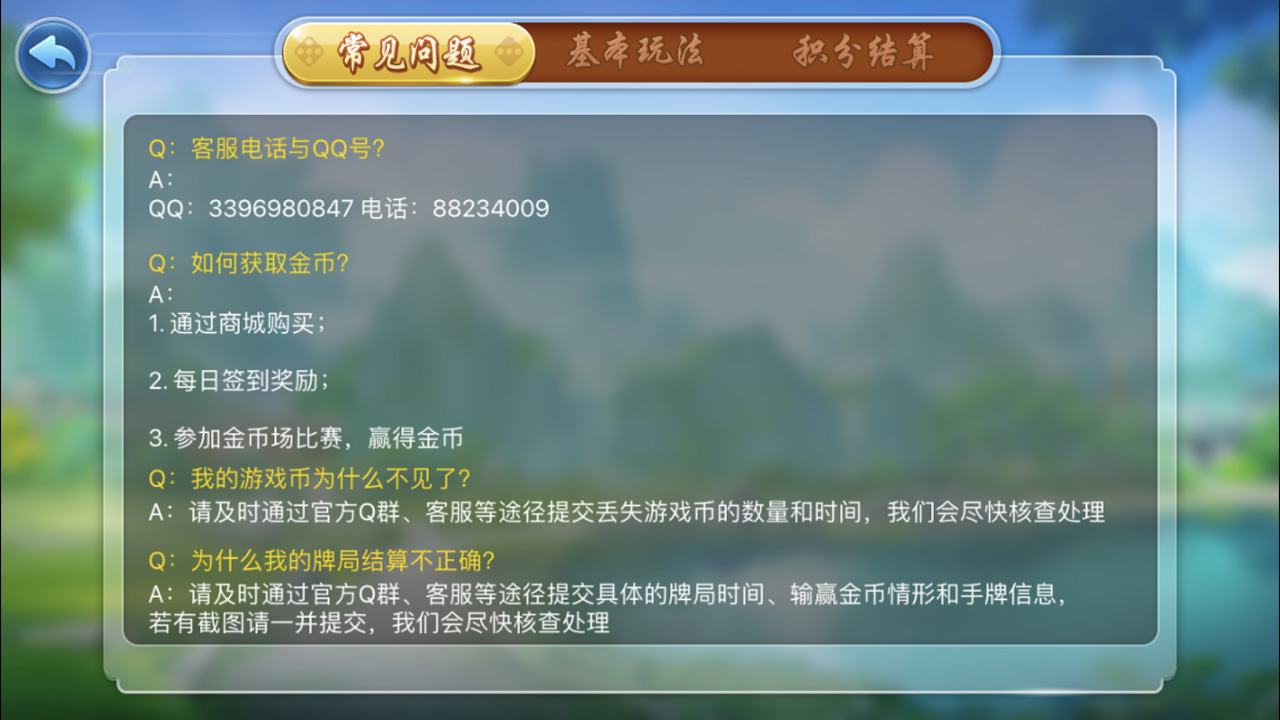 常见问题
基本玩法
积分结算
Q：客服电话与QQ号？
A：
QQ：3396980847 电话：88234009
Q：如何获取金币？
A：
1. 通过商城购买；
2. 每日签到奖励；
3. 参加金币场比赛，赢得金币
Q：我的游戏币为什么不见了？
A：请及时通过官方Q群、客服等途径提交丢失游戏币的数量和时间，我们会尽快核查处理
Q：为什么我的牌局结算不正确？
A：请及时通过官方Q群、客服等途径提交具体的牌局时间、输赢金币情形和手牌信息，
若有截图请一并提交，我们会尽快核查处理